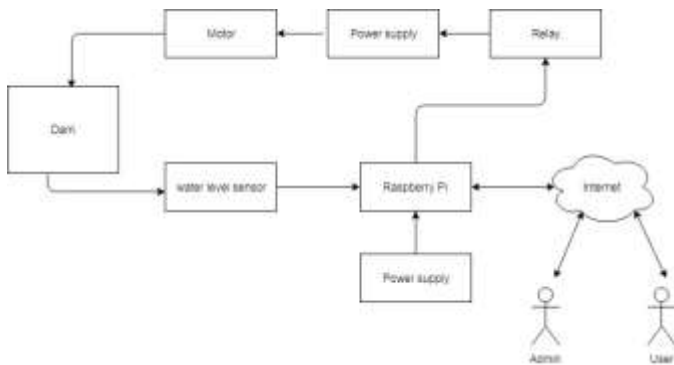 Motor
Power supply
Relay
Dam
water level sensor
Raspberry Pi
Internet
Power supply
Admin
User